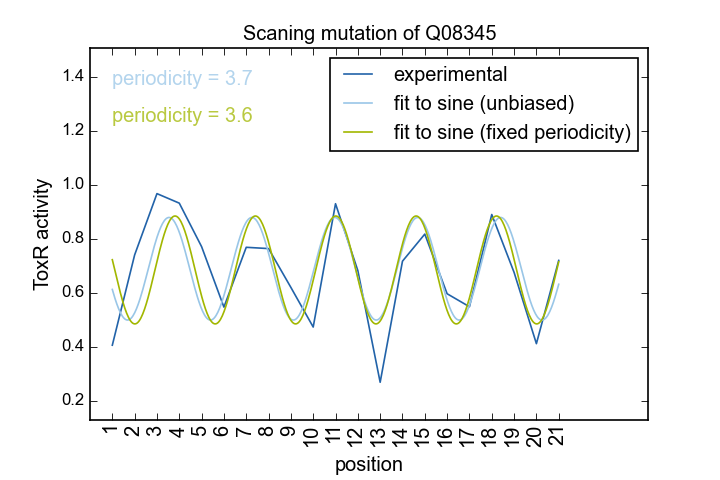 Scaning mutation of Q08345
periodicity = 3.7
periodicity = 3.6
experimental
fit to sine (unbiased)
fit to sine (fixed periodicity)
ToxR activity
1.4
1.2
1.0
0.8
0.6
0.4
0.2
1 2 3 4 5 6 7 8 9 10 11 12 13 14 15 16 17 18 19 20 21
position